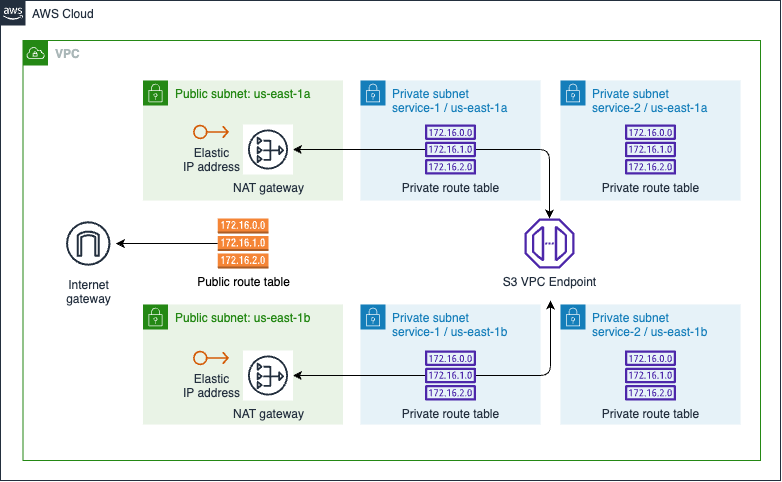 aws
AWS Cloud
VPC
Public subnet: us-east-1a
Elastic
IP address
NAT gateway
Private subnet
service-1 / us-east-1a
172.16.0.0
172.16.1.0
172.16.2.0
Private route table
Private subnet
service-2 / us-east-1a
172.16.0.0
172.16.1.0
172.16.2.0
Private route table
Internet
gateway
172.16.0.0
172.16.1.0
172.16.2.0
Public route table
S3 VPC Endpoint
Public subnet: us-east-1b
Elastic
IP address
NAT gateway
Private subnet
service-1 / us-east-1b
172.16.0.0
172.16.1.0
172.16.2.0
Private route table
Private subnet
service-2 / us-east-1b
172.16.0.0
172.16.1.0
172.16.2.0
Private route table